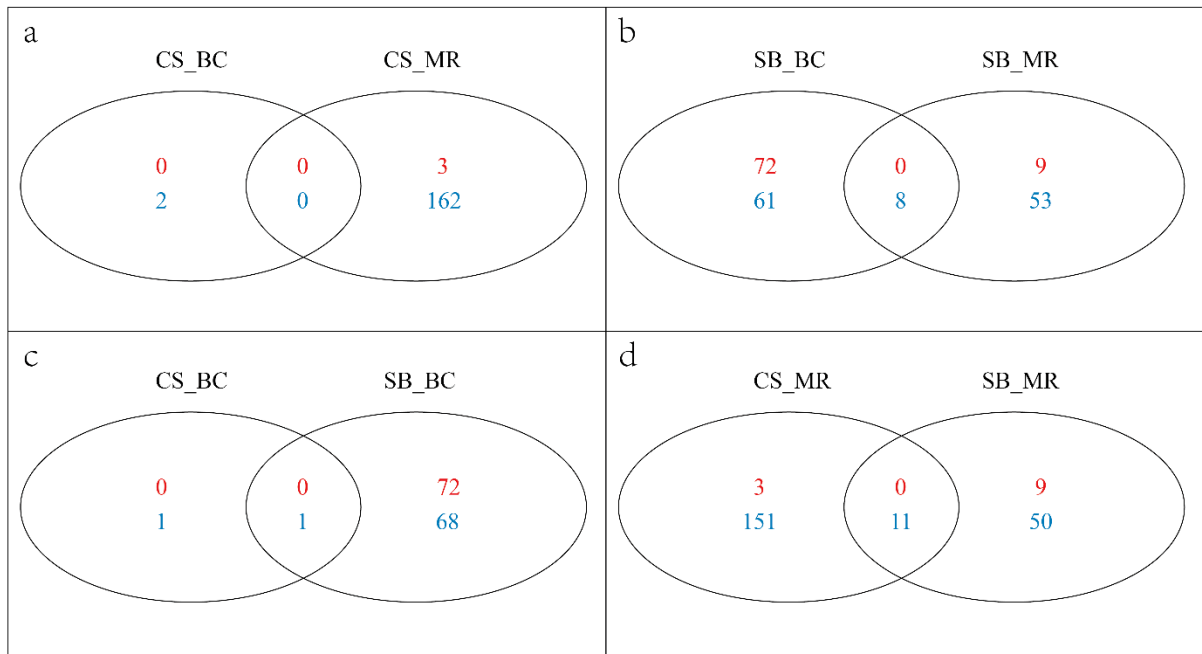 a
CS_BC CS_MR
0 0 3
2 0 162
b
SB_BC SB_MR
72 0 9
61 8 53
c
CS_BC SB_BC
0 0 72
1 1 68
d
CS_MR SB_MR
3 0 9
151 11 50